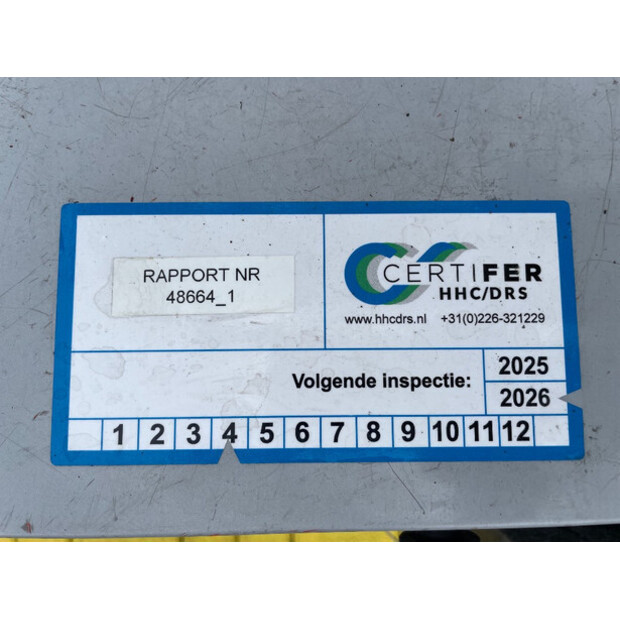 RAPPORT NR
48664_1
CERTIFER
HHC/DRS
www.hhcdrs.nl +31(0)226-321229
Volgende inspectie:
2025
2026
1 2 3 4 5 6 7 8 9 10 11 12